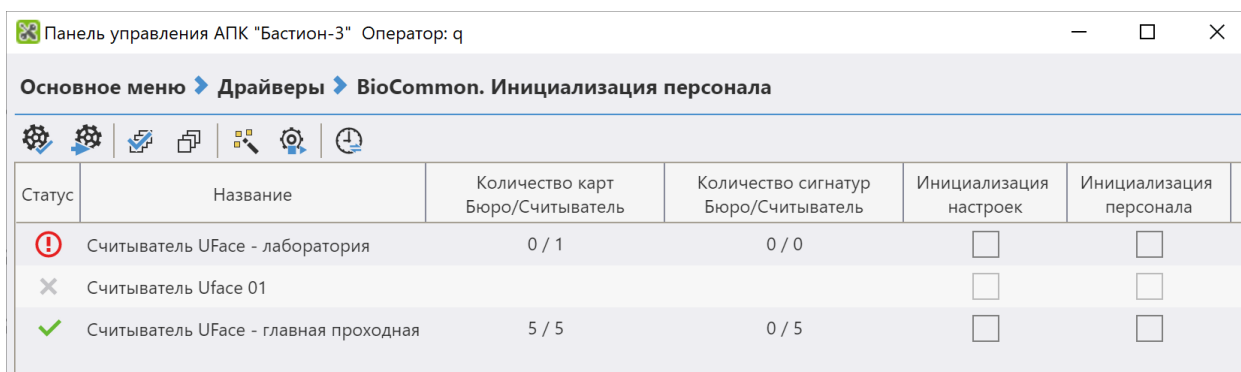 Панель управления АПК "Бастион-3" Оператор: q
Основное меню Драйверы BioCommon. Инициализация персонала
Статус Название Количество карт Бюро/Считыватель Количество сигнатур Бюро/Считыватель Инициализация настроек Инициализация персонала
Считыватель UFace - лаборатория 0 / 1 0 / 0
Считыватель Uface 01
Считыватель UFace - главная проходная 5 / 5 0 / 5